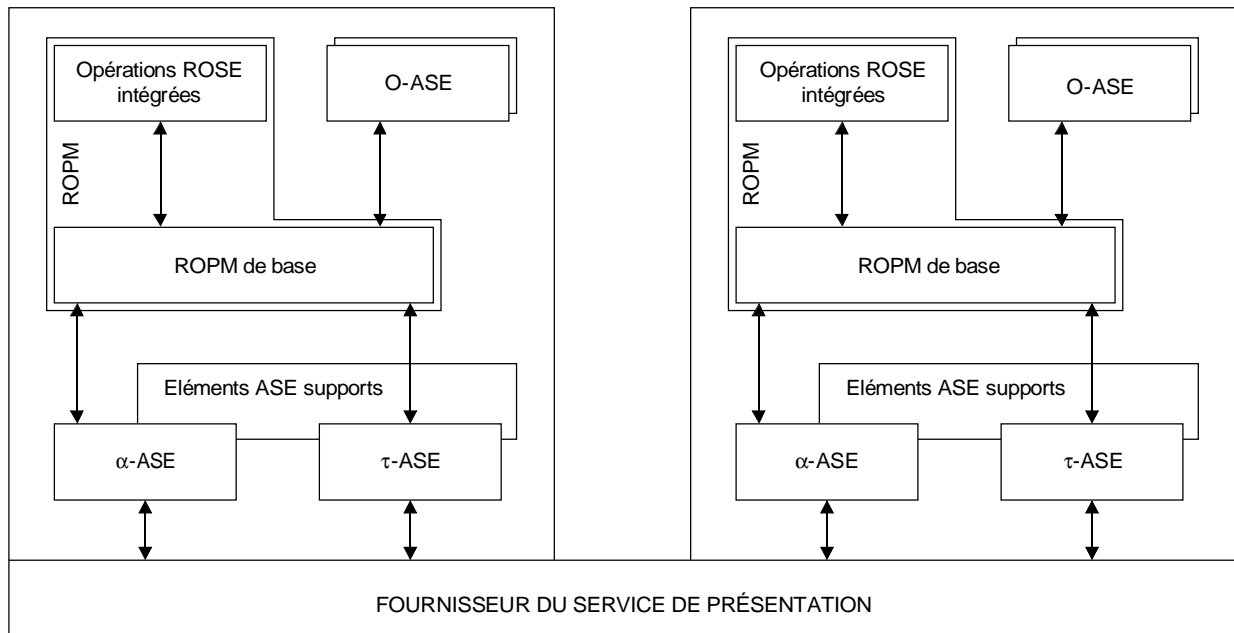 Opérations ROSE
intégrées
O-ASE
ROPM
ROPM de base
Eléments ASE supports
α-ASE
τ-ASE
Opérations ROSE
intégrées
O-ASE
ROPM
ROPM de base
Eléments ASE supports
α-ASE
τ-ASE
FOURNISSEUR DU SERVICE DE PRÉSENTATION